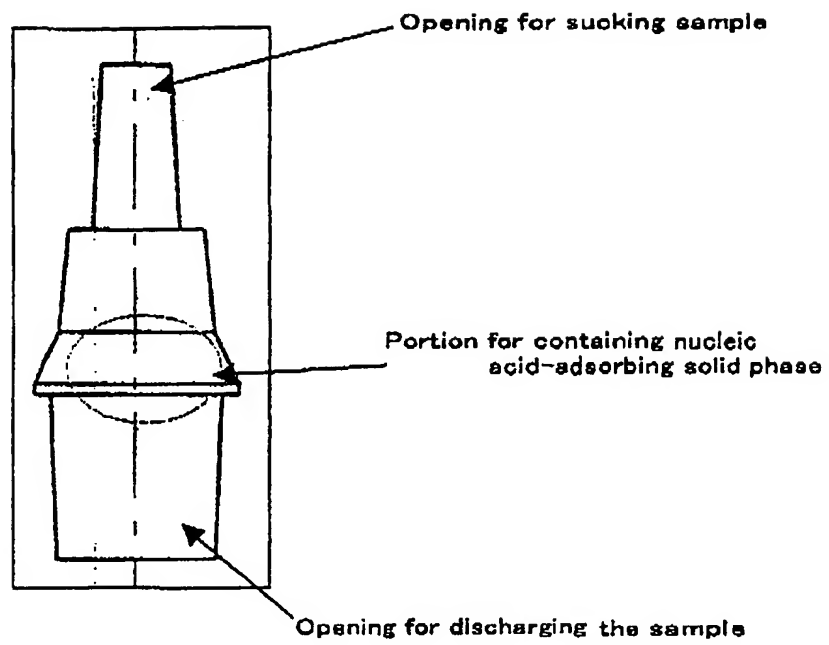 Opening for sucking sample
Portion for containing nucleic
acid-adsorbing solid phase
Opening for discharging the sample